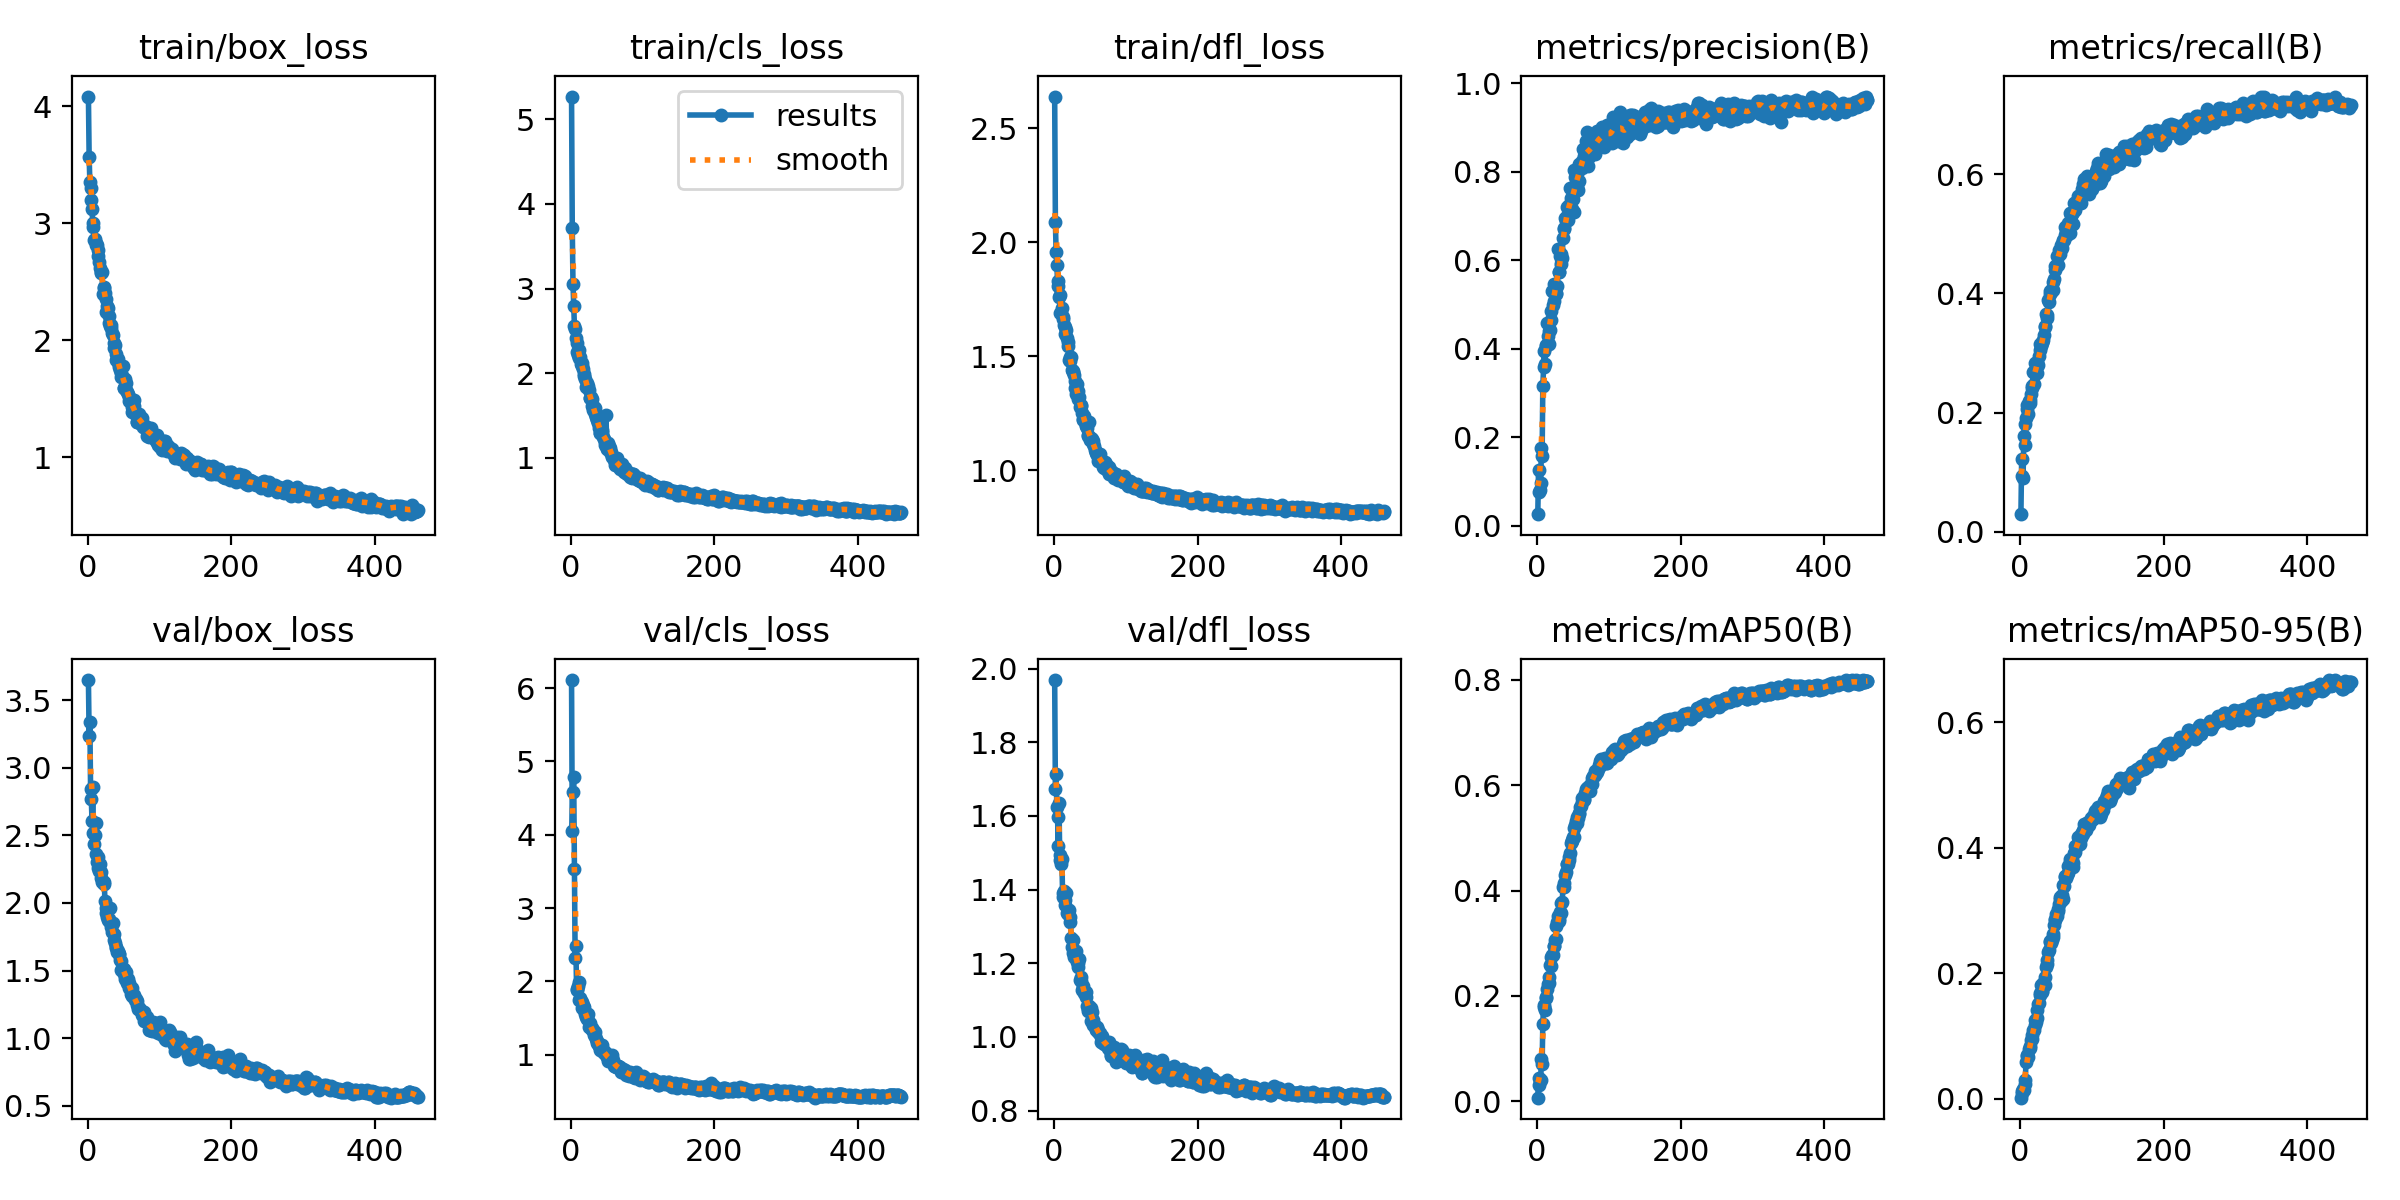 train/box_loss
train/cls_loss
train/dfl_loss
metrics/precision(B)
metrics/recall(B)
4
3
2
1
0 200 400
5
4
3
2
1
0 200 400
results
smooth
2.5
2.0
1.5
1.0
0 200 400
1.0
0.8
0.6
0.4
0.2
0.0
0 200 400
0.6
0.4
0.2
0.0
0 200 400
val/box_loss
val/cls_loss
val/dfl_loss
metrics/mAP50(B)
metrics/mAP50-95(B)
3.5
3.0
2.5
2.0
1.5
1.0
0.5
0 200 400
6
5
4
3
2
1
0 200 400
2.0
1.8
1.6
1.4
1.2
1.0
0.8
0 200 400
0.8
0.6
0.4
0.2
0.0
0 200 400
0.6
0.4
0.2
0.0
0 200 400